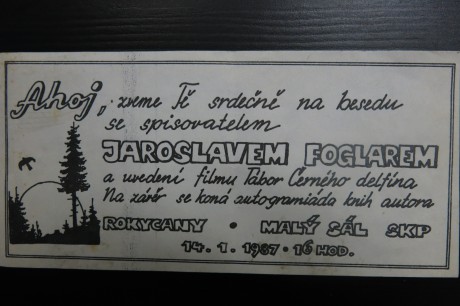 Ahoj, zveme Tě srdečně na besedu
se spisovatelem
JAROSLAVEM FOGLAREM
a uvedení filmu Tábor Černého delfína
Na závěr se koná autogramiáda knih autora
ROKYCANY • MALÝ SÁL SKP
14. 1. 1987 • 16 HOD.